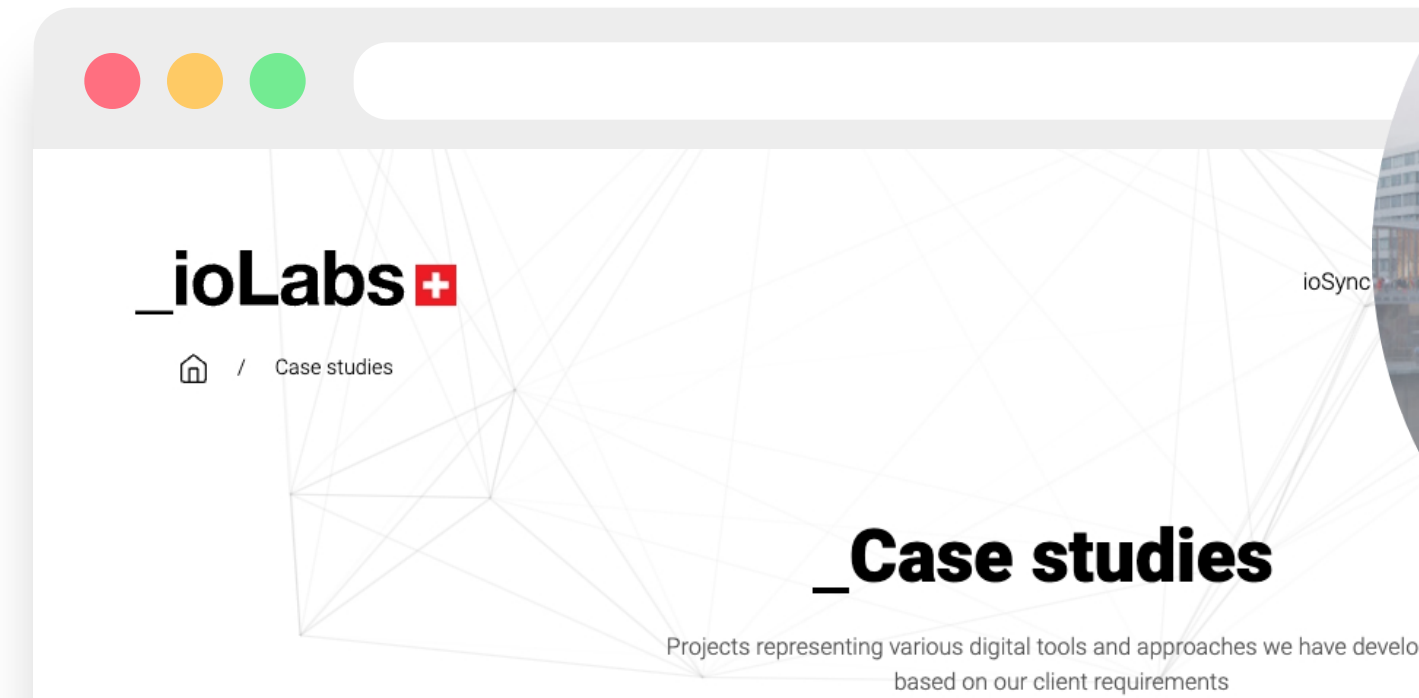 _ioLabs
ioSync
/ Case studies
_Case studies
Projects representing various digital tools and approaches we have develo
based on our client requirements